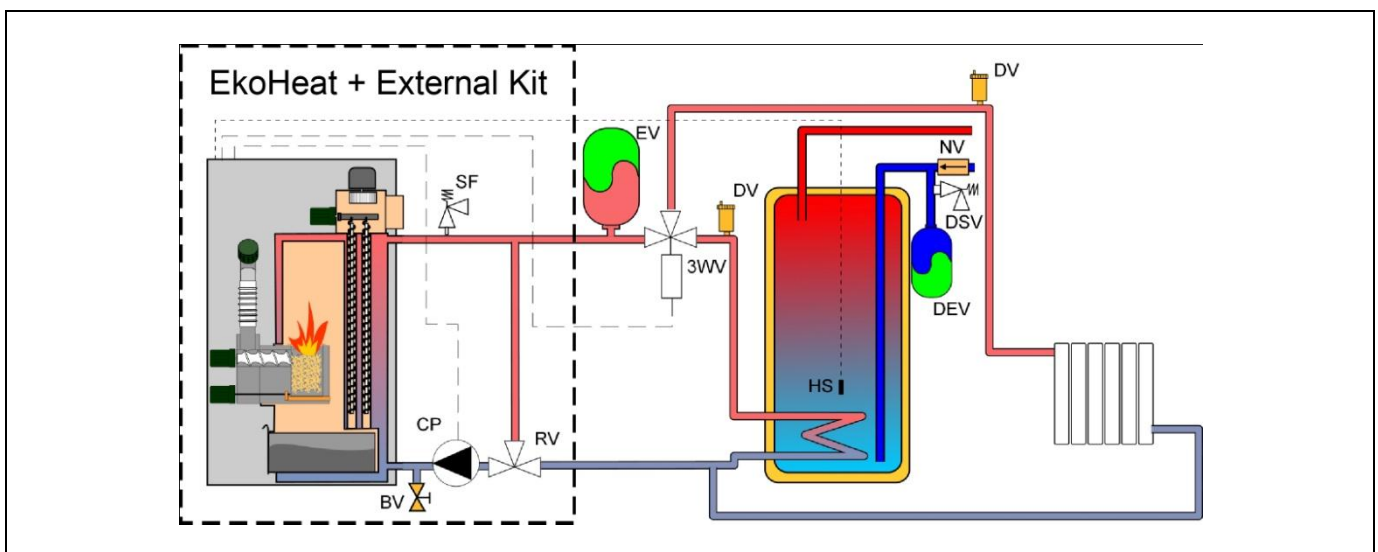 EkoHeat + External Kit
DV
EV
NV
SF
DV
DSV
3WV
DEV
HS
CP
RV
BV